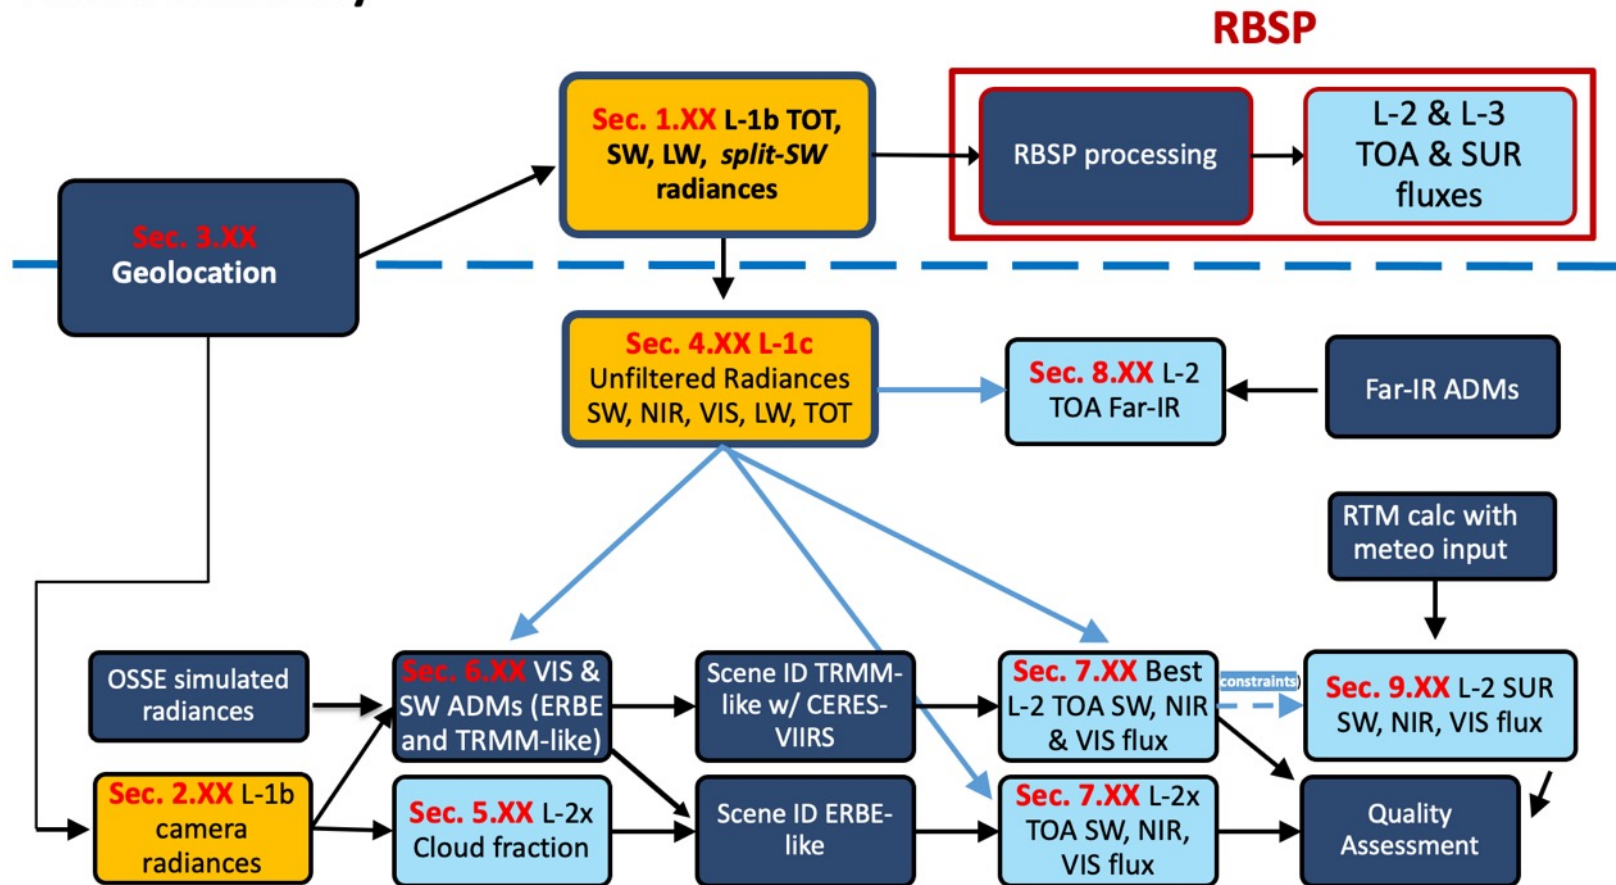 RBSP
Sec. 1.XX L-1b TOT,
SW, LW, split-SW
radiances
RBSP processing
L-2 & L-3
TOA & SUR
fluxes
Sec. 3.XX
Geolocation
Sec. 4.XX L-1c
Unfiltered Radiances
SW, NIR, VIS, LW, TOT
Sec. 8.XX L-2
TOA Far-IR
Far-IR ADMs
RTM calc with
meteo input
OSSE simulated
radiances
Sec. 6.XX VIS &
SW ADMs (ERBE
and TRMM-like)
Scene ID TRMM-
like w/ CERES-
VIIRS
Sec. 7.XX Best
L-2 TOA SW, NIR
& VIS flux
constraints)
Sec. 9.XX L-2 SUR
SW, NIR, VIS flux
Sec. 2.XX L-1b
camera
radiances
Sec. 5.XX L-2x
Cloud fraction
Scene ID ERBE-
like
Sec. 7.XX L-2x
TOA SW, NIR,
VIS flux
Quality
Assessment